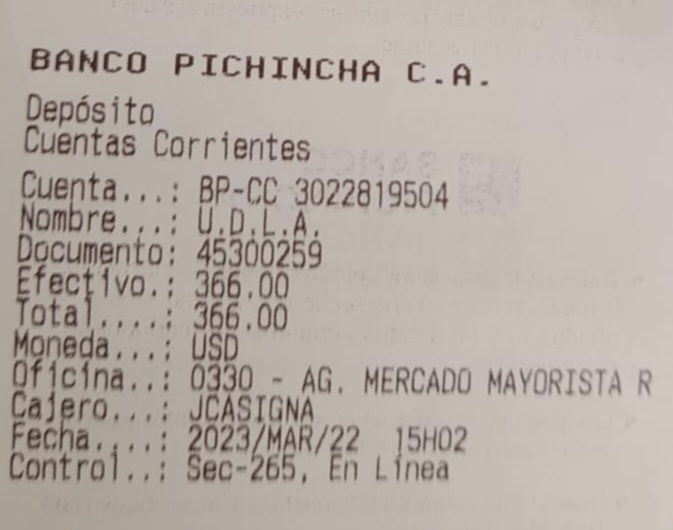 BANCO PICHINCHA C.A.
Depósito
Cuentas Corrientes
Cuenta...: BP-CC 3022819504
Nombre...: U.D.L.A.
Documento: 45300259
Efectivo.: 366.00
Total....: 366.00
Moneda...: USD
Oficina..: 0330 - AG. MERCADO MAYORISTA R
Cajero...: JCASIGNA
Fecha....: 2023/MAR/22 15H02
Control..: Sec-265, En Línea